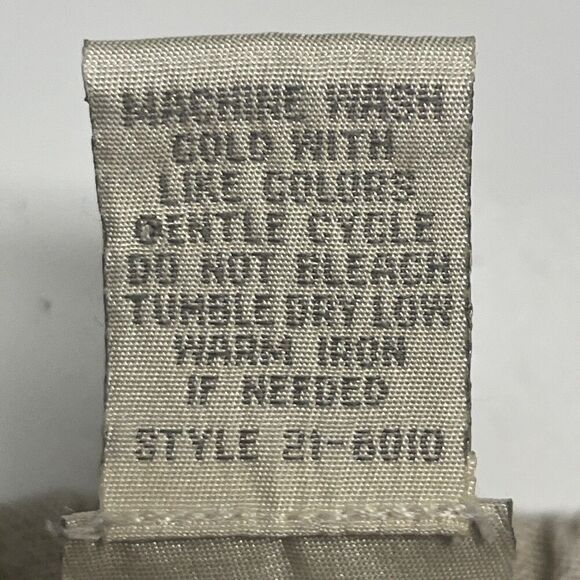 MACHINE WASH
COLD WITH
LIKE COLORS
GENTLE CYCLE
DO NOT BLEACH
TUMBLE DRY LOW
WARM IRON
IF NEEDED
STYLE 21-6010